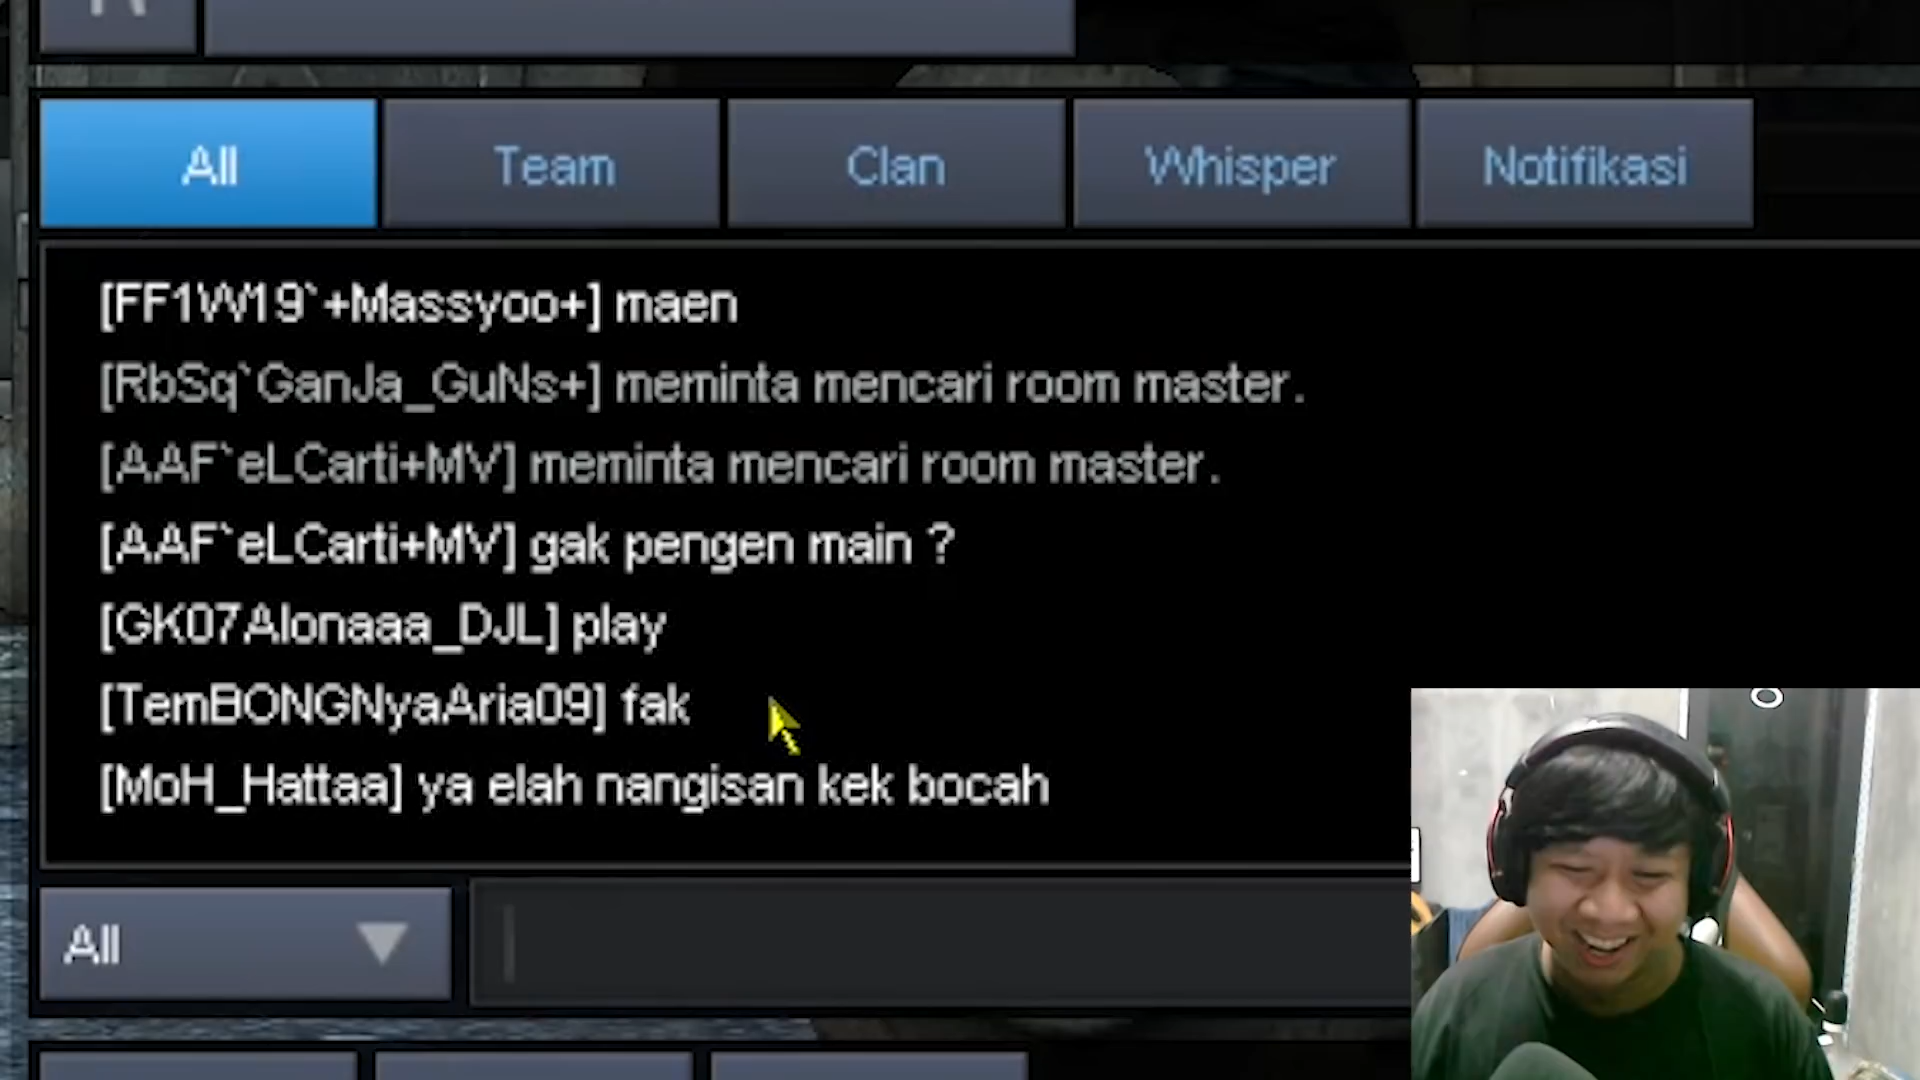 All
Team
Clan
Whisper
Notifikasi
[FF1W19`+Massyoo+] maen
[RbSq`GanJa_GuNs+] meminta mencari room master.
[AAF`eLCarti+MV] meminta mencari room master.
[AAF`eLCarti+MV] gak pengen main ?
[GK07Alonaaa_DJL] play
[TemBONGNyaAria09] fak
[MoH_Hattaa] ya elah nangisan kek bocah
All